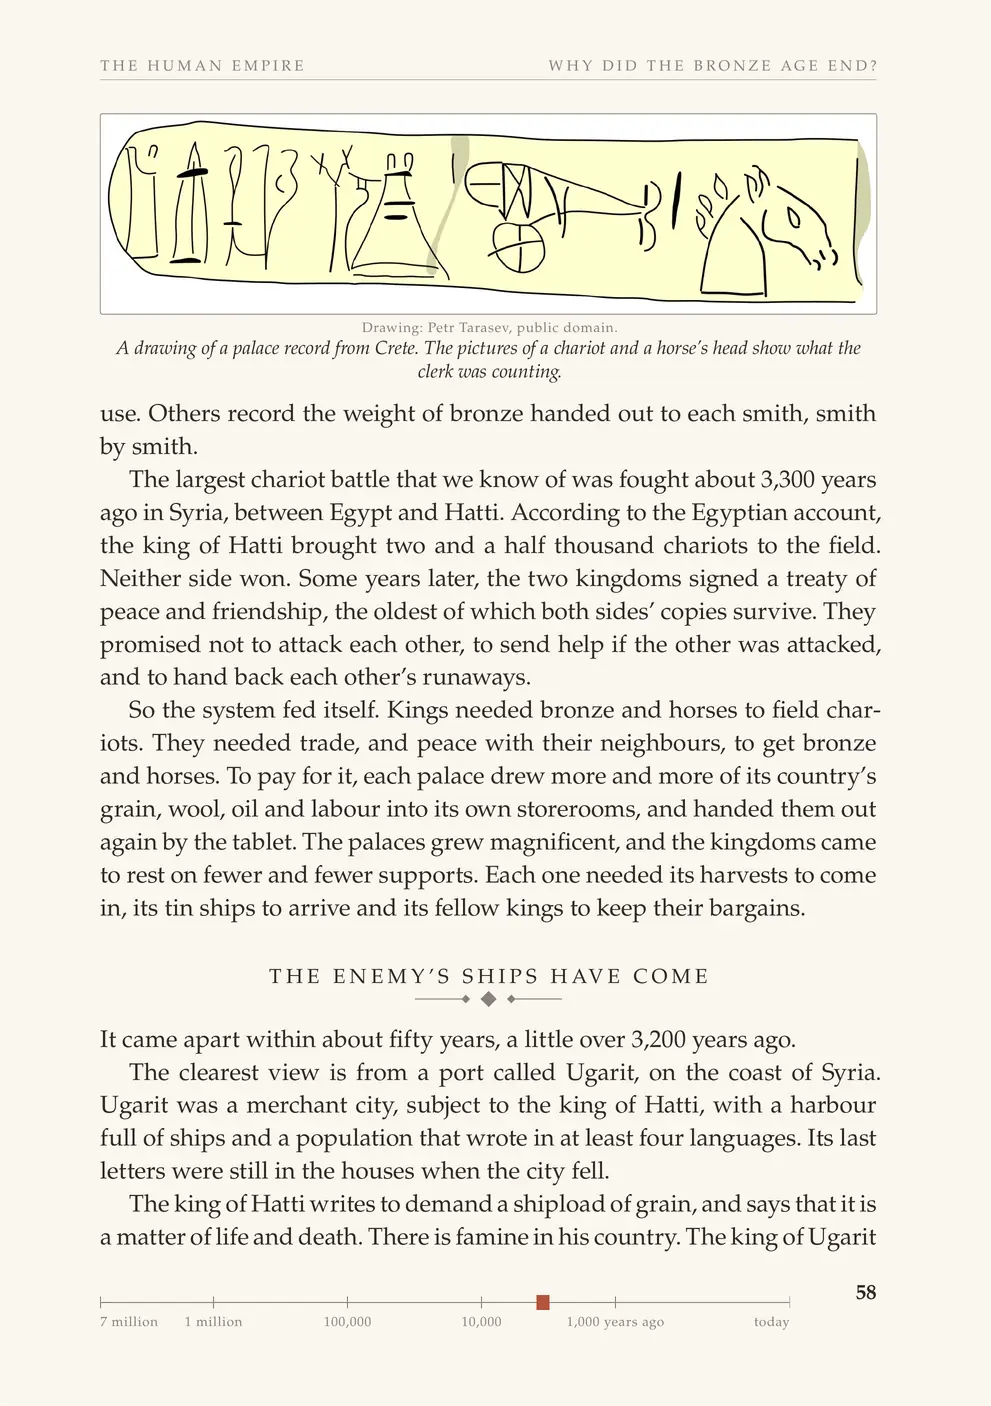 THE HUMAN EMPIRE
WHY DID THE BRONZE AGE END?
Drawing: Petr Tarasev, public domain.
A drawing of a palace record from Crete. The pictures of a chariot and a horse’s head show what the
clerk was counting.
use. Others record the weight of bronze handed out to each smith, smith
by smith.
The largest chariot battle that we know of was fought about 3,300 years
ago in Syria, between Egypt and Hatti. According to the Egyptian account,
the king of Hatti brought two and a half thousand chariots to the field.
Neither side won. Some years later, the two kingdoms signed a treaty of
peace and friendship, the oldest of which both sides’ copies survive. They
promised not to attack each other, to send help if the other was attacked,
and to hand back each other’s runaways.
So the system fed itself. Kings needed bronze and horses to field char-
iots. They needed trade, and peace with their neighbours, to get bronze
and horses. To pay for it, each palace drew more and more of its country’s
grain, wool, oil and labour into its own storerooms, and handed them out
again by the tablet. The palaces grew magnificent, and the kingdoms came
to rest on fewer and fewer supports. Each one needed its harvests to come
in, its tin ships to arrive and its fellow kings to keep their bargains.
THE ENEMY’S SHIPS HAVE COME
It came apart within about fifty years, a little over 3,200 years ago.
The clearest view is from a port called Ugarit, on the coast of Syria.
Ugarit was a merchant city, subject to the king of Hatti, with a harbour
full of ships and a population that wrote in at least four languages. Its last
letters were still in the houses when the city fell.
The king of Hatti writes to demand a shipload of grain, and says that it is
a matter of life and death. There is famine in his country. The king of Ugarit
58
7 million
1 million
100,000
10,000
1,000 years ago
today